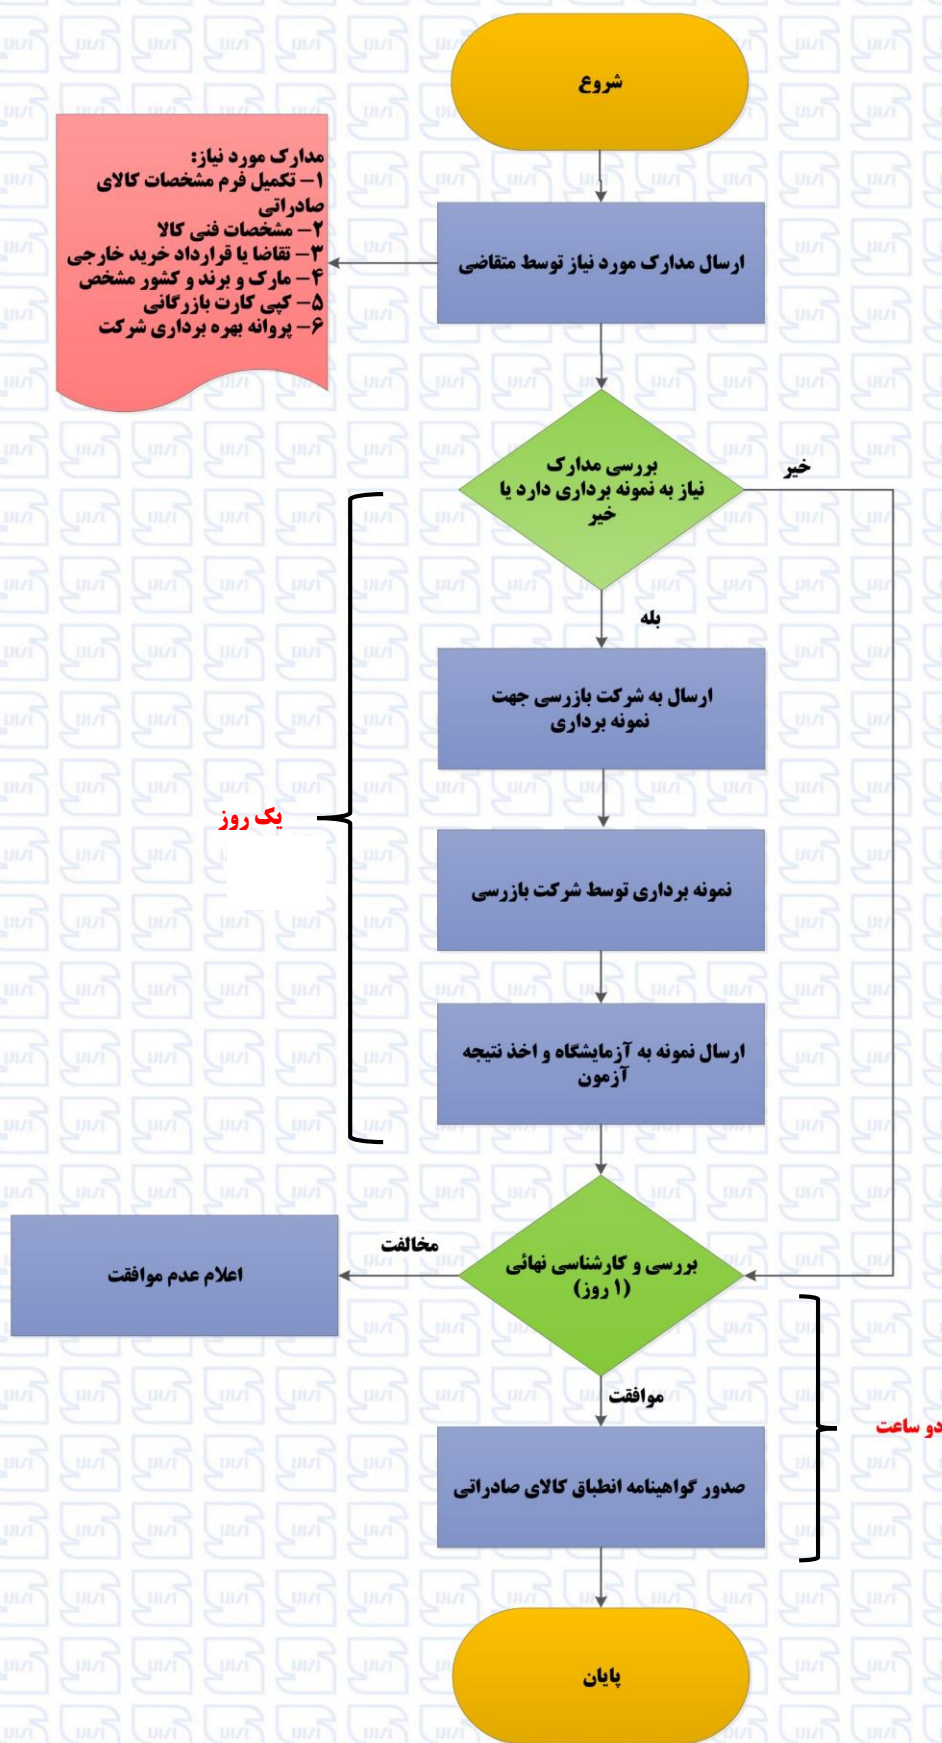 شروع
مدارک مورد نیاز:
۱- تکمیل فرم مشخصات کالای
صادراتی
۲- مشخصات فنی کالا
۳- تقاضا یا قرارداد خرید خارجی
۴- مارک و برند و کشور مشخص
۵- کپی کارت بازرگانی
۶- پروانه بهره برداری شرکت
ارسال مدارک مورد نیاز توسط متقاضی
بررسی مدارک
نیاز به نمونه برداری دارد یا
خیر
خیر
بله
ارسال به شرکت بازرسی جهت
نمونه برداری
یک روز
نمونه برداری توسط شرکت بازرسی
ارسال نمونه به آزمایشگاه و اخذ نتیجه
آزمون
بررسی و کارشناسی نهائی
(۱ روز)
مخالفت
اعلام عدم موافقت
موافقت
دو ساعت
صدور گواهینامه انطباق کالای صادراتی
پایان